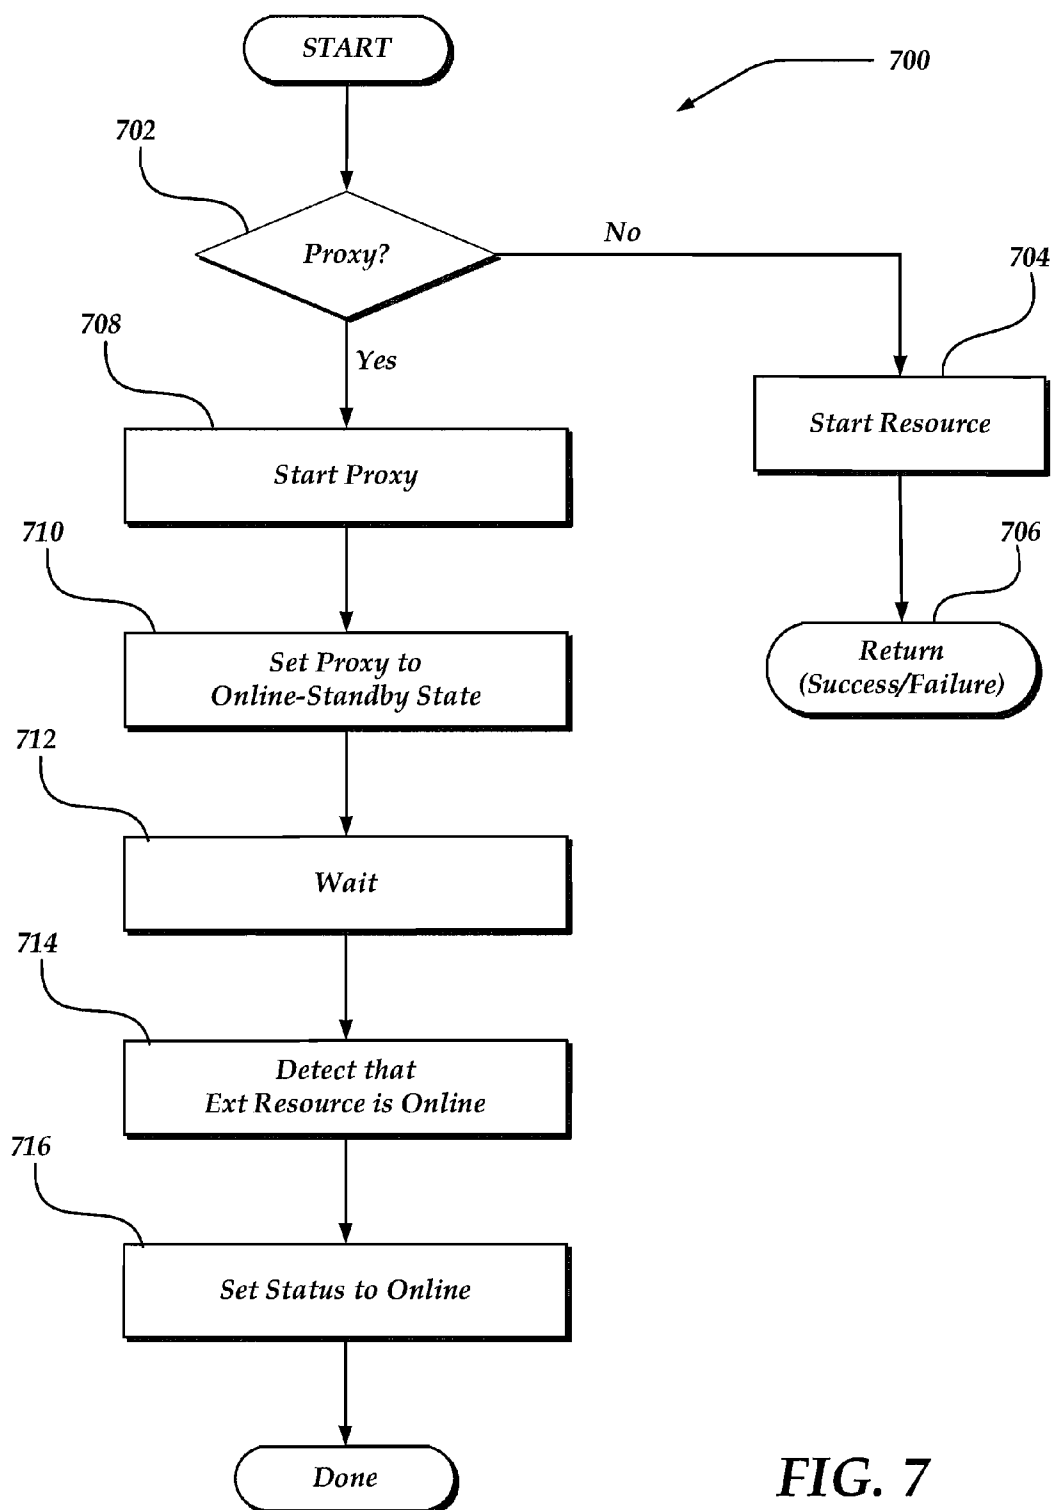 START
700
702
Proxy?
No
704
708
Yes
Start Resource
Start Proxy
710
706
Set Proxy to
Online-Standby State
Return
(Success/Failure)
712
Wait
714
Detect that
Ext Resource is Online
716
Set Status to Online
Done
FIG. 7